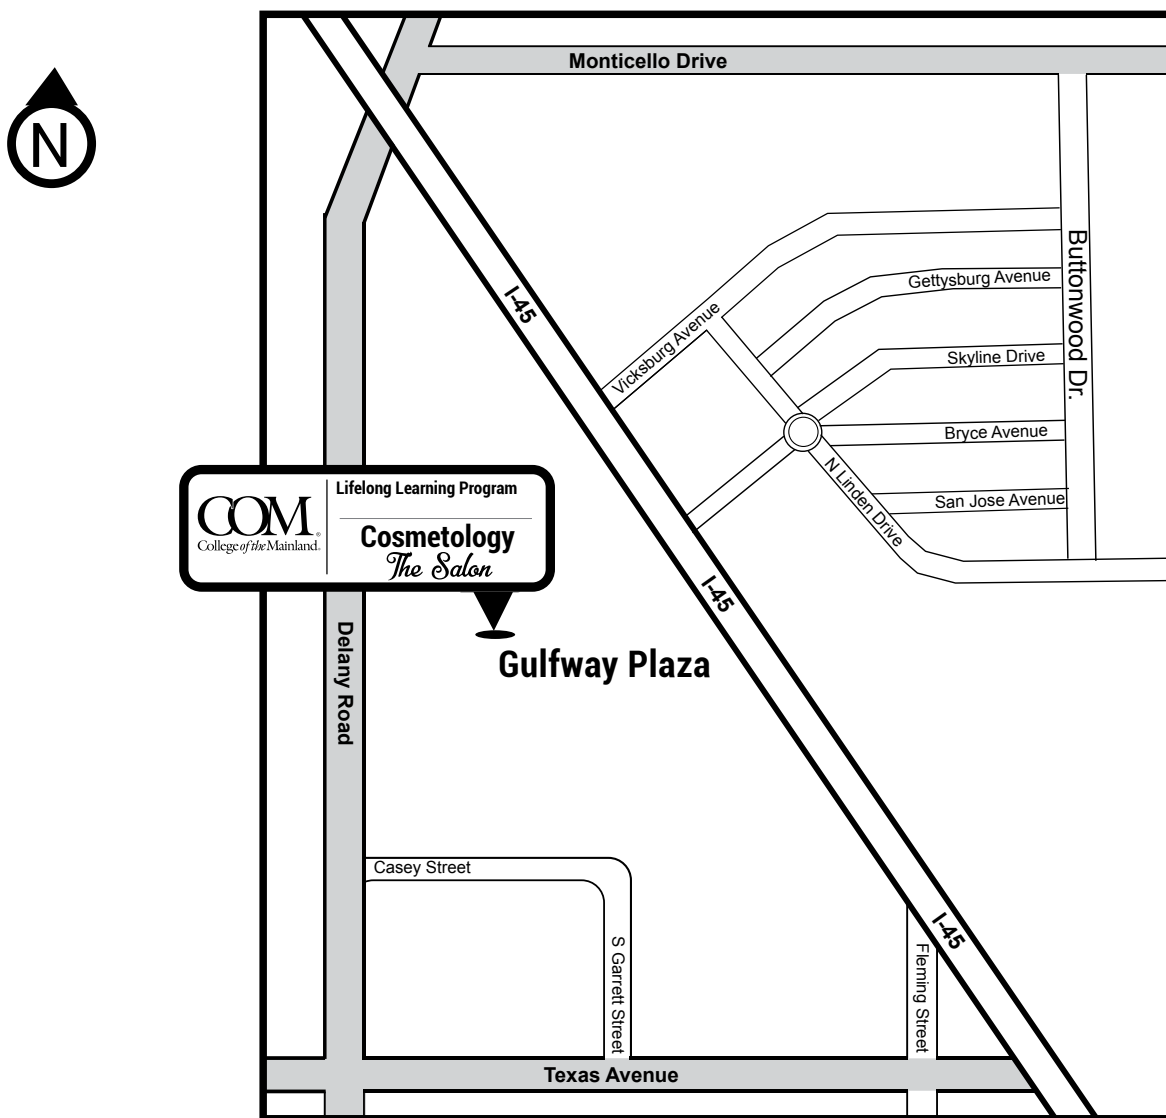 Monticello Drive
N
I-45
Buttonwood Dr.
Gettysburg Avenue
Vicksburg Avenue
Skyline Drive
Bryce Avenue
N Linden Drive
San Jose Avenue
COM®
College of the Mainland®
Lifelong Learning Program
Cosmetology
The Salon
I-45
Delany Road
Gulfway Plaza
Casey Street
I-45
S Garrett Street
Fleming Street
Texas Avenue